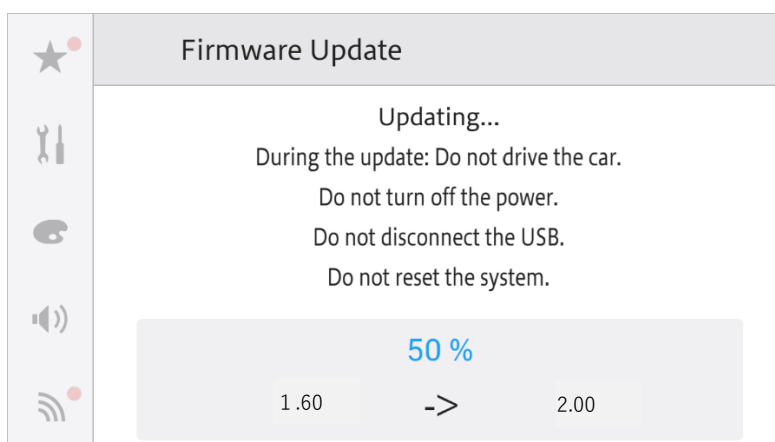 Firmware Update
Updating...
During the update: Do not drive the car.
Do not turn off the power.
Do not disconnect the USB.
Do not reset the system.
50 %
1 .60 -> 2.00